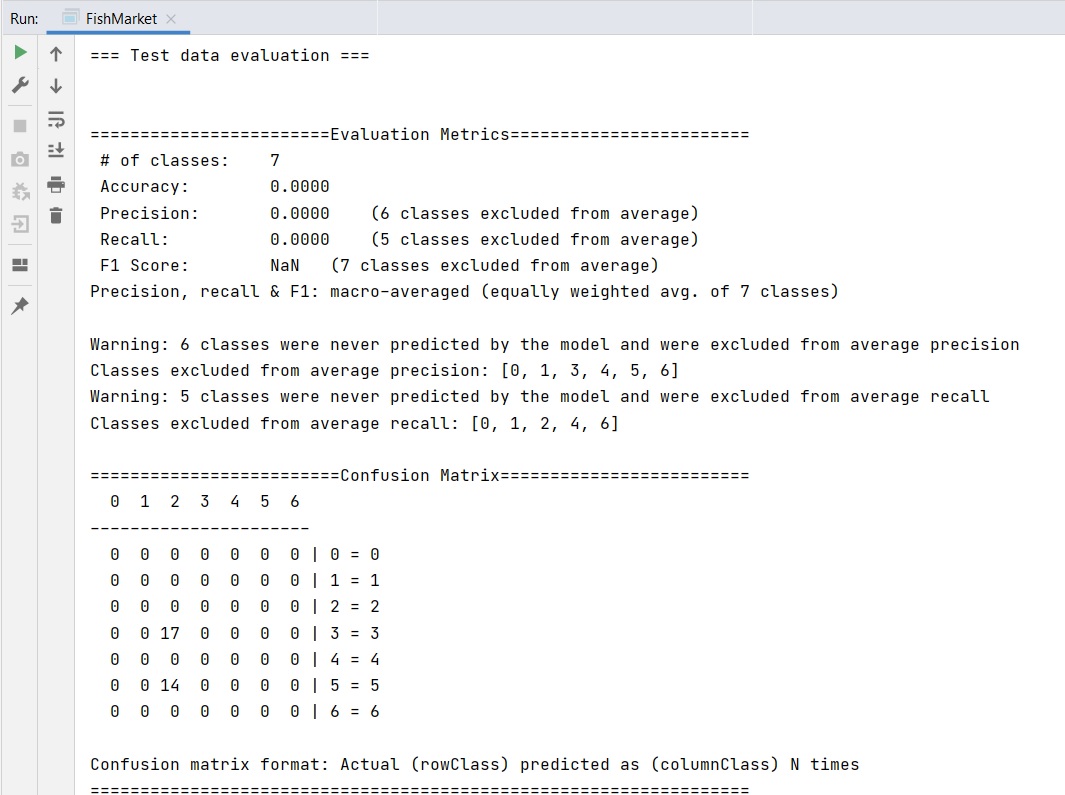 Run: FishMarket
=== Test data evaluation ===
========================Evaluation Metrics========================
# of classes:    7
Accuracy:        0.0000
Precision:       0.0000    (6 classes excluded from average)
Recall:          0.0000    (5 classes excluded from average)
F1 Score:        NaN   (7 classes excluded from average)
Precision, recall & F1: macro-averaged (equally weighted avg. of 7 classes)
Warning: 6 classes were never predicted by the model and were excluded from average precision
Classes excluded from average precision: [0, 1, 3, 4, 5, 6]
Warning: 5 classes were never predicted by the model and were excluded from average recall
Classes excluded from average recall: [0, 1, 2, 4, 6]
=========================Confusion Matrix=========================
  0  1  2  3  4  5  6
----------------------
  0  0  0  0  0  0  0 | 0 = 0
  0  0  0  0  0  0  0 | 1 = 1
  0  0  0  0  0  0  0 | 2 = 2
  0  0 17  0  0  0  0 | 3 = 3
  0  0  0  0  0  0  0 | 4 = 4
  0  0 14  0  0  0  0 | 5 = 5
  0  0  0  0  0  0  0 | 6 = 6
Confusion matrix format: Actual (rowClass) predicted as (columnClass) N times
==================================================================